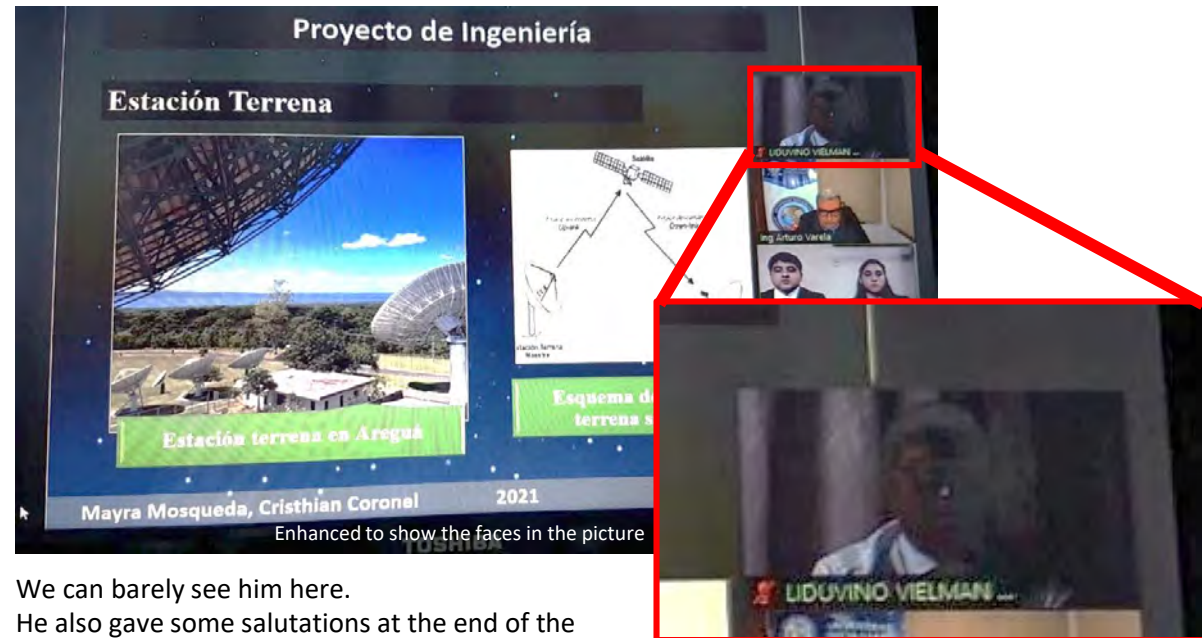 Proyecto de Ingeniería
Estación Terrena
Satélite
Estación terrena en Areguá
Esquema d
terrena s
Mayra Mosqueda, Cristhian Coronel
2021
LIDUVINO VIELMAN ...
Ing Arturo Varela
TOSHIBA
Enhanced to show the faces in the picture
LIDUVINO VIELMAN ...
We can barely see him here.
He also gave some salutations at the end of the